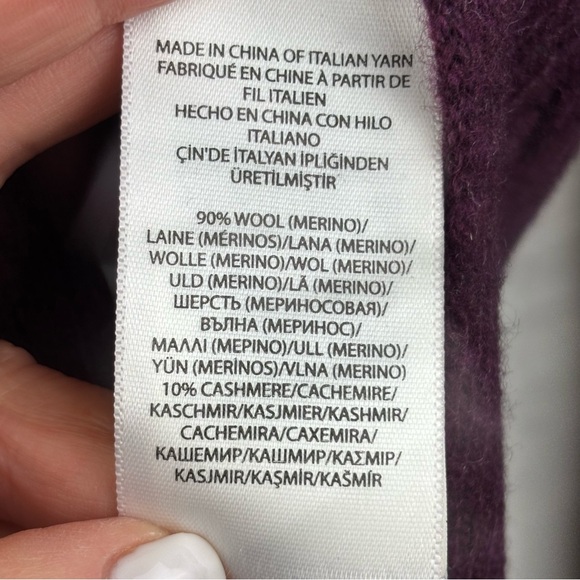 MADE IN CHINA OF ITALIAN YARN
FABRIQUÉ EN CHINE À PARTIR DE
FIL ITALIEN
HECHO EN CHINA CON HILO
ITALIANO
ÇİN'DE İTALYAN İPLİĞİNDEN
ÜRETİLMİŞTİR
90% WOOL (MERINO)/
LAINE (MÉRINOS)/LANA (MERINO)/
WOLLE (MERINO)/WOL (MERINO)/
ULD (MERINO)/LÃ (MERINO)/
ШЕРСТЬ (МЕРИНОСОВАЯ)/
ВЪЛНА (МЕРИНОС)/
ΜΑΛΛΙ (ΜΕΡΙΝΟ)/ULL (MERINO)/
YÜN (MERİNOS)/VLNA (MERINO)
10% CASHMERE/CACHEMIRE/
KASCHMIR/KASJMIER/KASHMIR/
CACHEMIRA/CAXEMIRA/
КАШЕМИР/КАШМИР/ΚΑΣΜΙΡ/
KASJMIR/KAŞMİR/KAŠMÍR